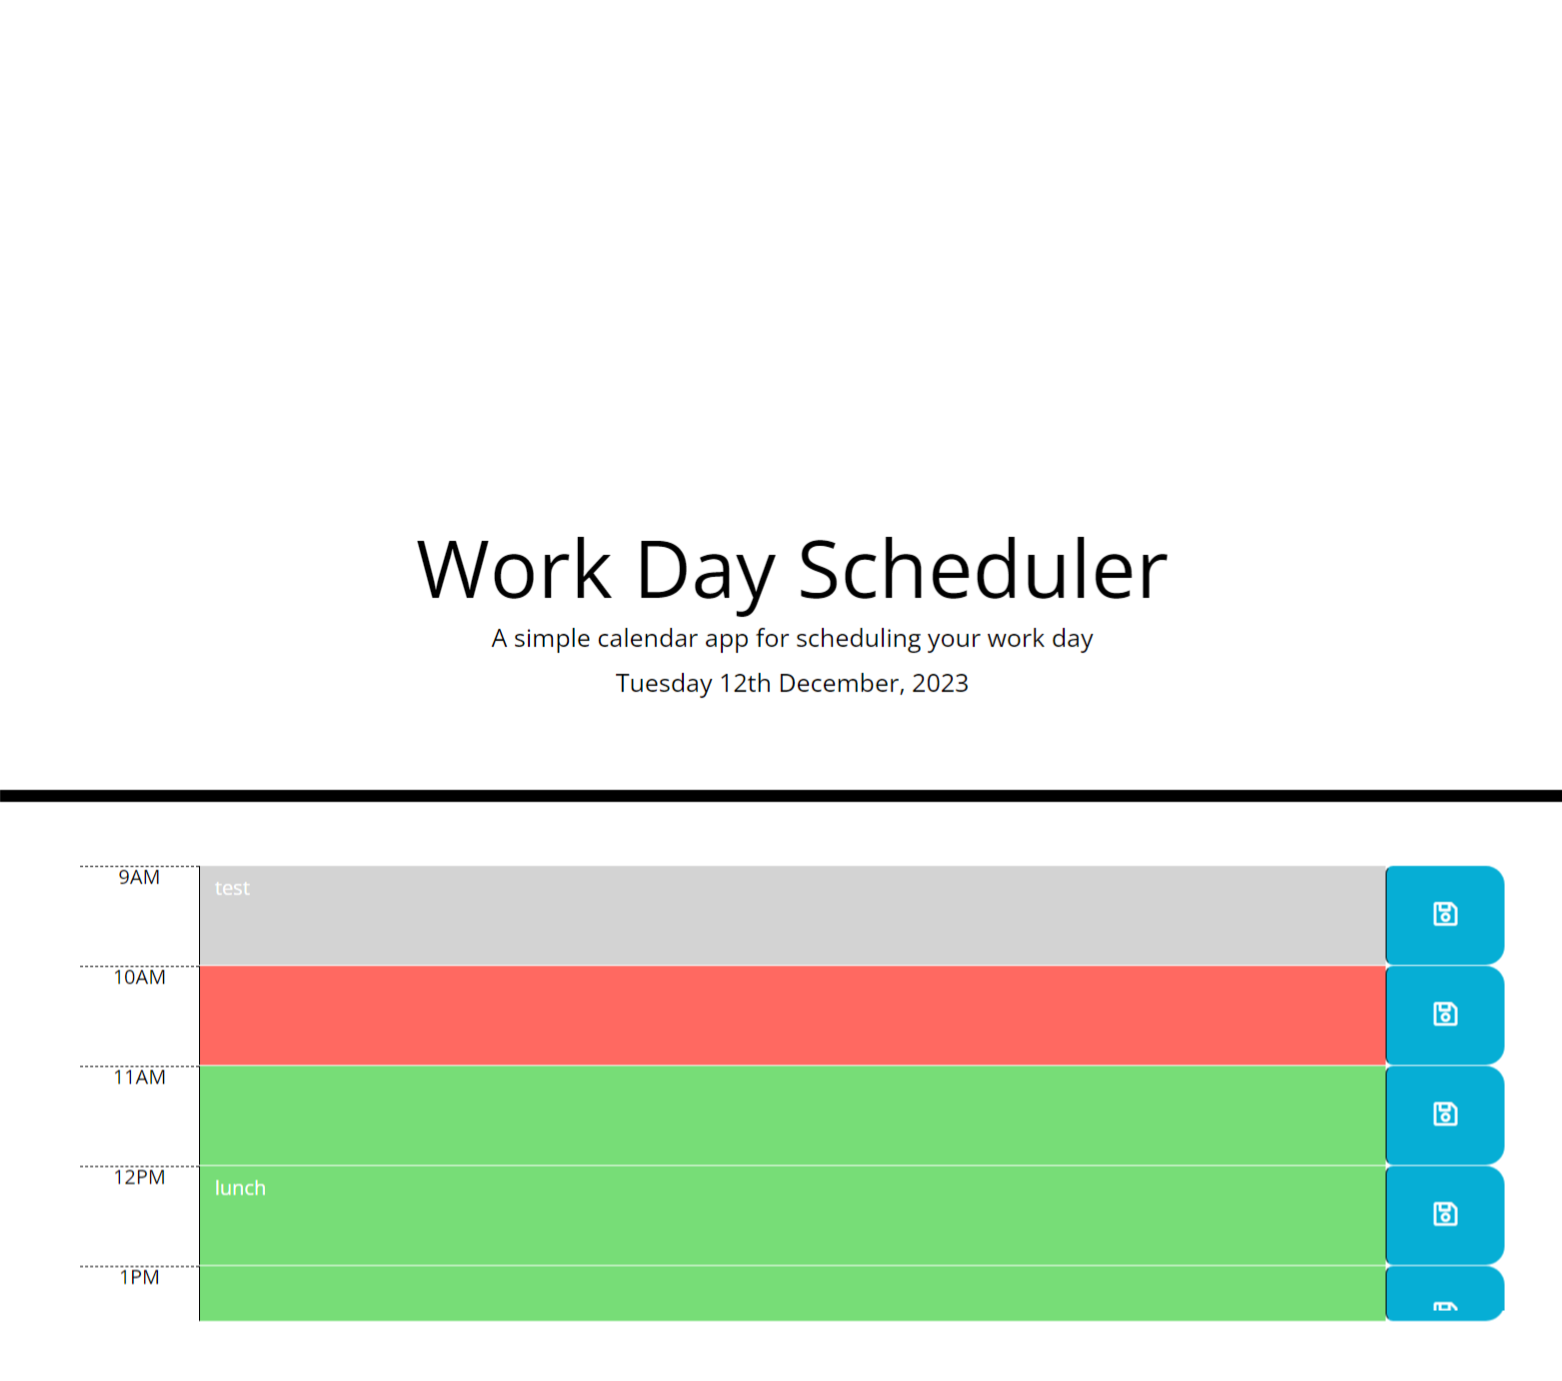 Work Day Scheduler
A simple calendar app for scheduling your work day
Tuesday 12th December, 2023
9AM
test
10AM
11AM
12PM
lunch
1PM